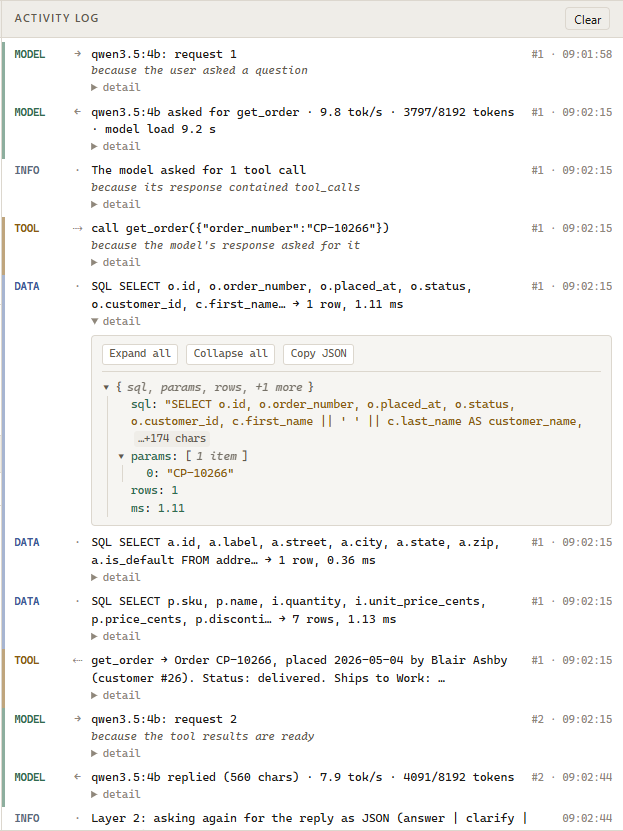 ACTIVITY LOG Clear
MODEL → qwen3.5:4b: request 1 #1 · 09:01:58
because the user asked a question
▶ detail
MODEL ← qwen3.5:4b asked for get_order · 9.8 tok/s · 3797/8192 tokens #1 · 09:02:15
· model load 9.2 s
▶ detail
INFO · The model asked for 1 tool call #1 · 09:02:15
because its response contained tool_calls
▶ detail
TOOL ⇢ call get_order({"order_number":"CP-10266"}) #1 · 09:02:15
because the model's response asked for it
▶ detail
DATA · SQL SELECT o.id, o.order_number, o.placed_at, o.status, #1 · 09:02:15
o.customer_id, c.first_name… → 1 row, 1.11 ms
▼ detail
Expand all Collapse all Copy JSON
▾ { sql, params, rows, +1 more }
sql: "SELECT o.id, o.order_number, o.placed_at, o.status,
o.customer_id, c.first_name || ' ' || c.last_name AS customer_name,
…+174 chars
▾ params: [ 1 item ]
0: "CP-10266"
rows: 1
ms: 1.11
DATA · SQL SELECT a.id, a.label, a.street, a.city, a.state, a.zip, #1 · 09:02:15
a.is_default FROM addre… → 1 row, 0.36 ms
▶ detail
DATA · SQL SELECT p.sku, p.name, i.quantity, i.unit_price_cents, #1 · 09:02:15
p.price_cents, p.disconti… → 7 rows, 1.13 ms
▶ detail
TOOL ⇠ get_order → Order CP-10266, placed 2026-05-04 by Blair Ashby #1 · 09:02:15
(customer #26). Status: delivered. Ships to Work: …
▶ detail
MODEL → qwen3.5:4b: request 2 #2 · 09:02:15
because the tool results are ready
▶ detail
MODEL ← qwen3.5:4b replied (560 chars) · 7.9 tok/s · 4091/8192 tokens #2 · 09:02:44
▶ detail
INFO · Layer 2: asking again for the reply as JSON (answer | clarify | 09:02:44